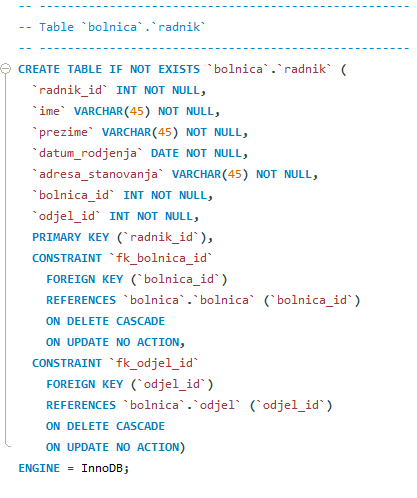 -- -----------------------------------------------------
-- Table `bolnica`.`radnik`
-- -----------------------------------------------------
CREATE TABLE IF NOT EXISTS `bolnica`.`radnik` (
  `radnik_id` INT NOT NULL,
  `ime` VARCHAR(45) NOT NULL,
  `prezime` VARCHAR(45) NOT NULL,
  `datum_rodjenja` DATE NOT NULL,
  `adresa_stanovanja` VARCHAR(45) NOT NULL,
  `bolnica_id` INT NOT NULL,
  `odjel_id` INT NOT NULL,
  PRIMARY KEY (`radnik_id`),
  CONSTRAINT `fk_bolnica_id`
    FOREIGN KEY (`bolnica_id`)
    REFERENCES `bolnica`.`bolnica` (`bolnica_id`)
    ON DELETE CASCADE
    ON UPDATE NO ACTION,
  CONSTRAINT `fk_odjel_id`
    FOREIGN KEY (`odjel_id`)
    REFERENCES `bolnica`.`odjel` (`odjel_id`)
    ON DELETE CASCADE
    ON UPDATE NO ACTION)
ENGINE = InnoDB;